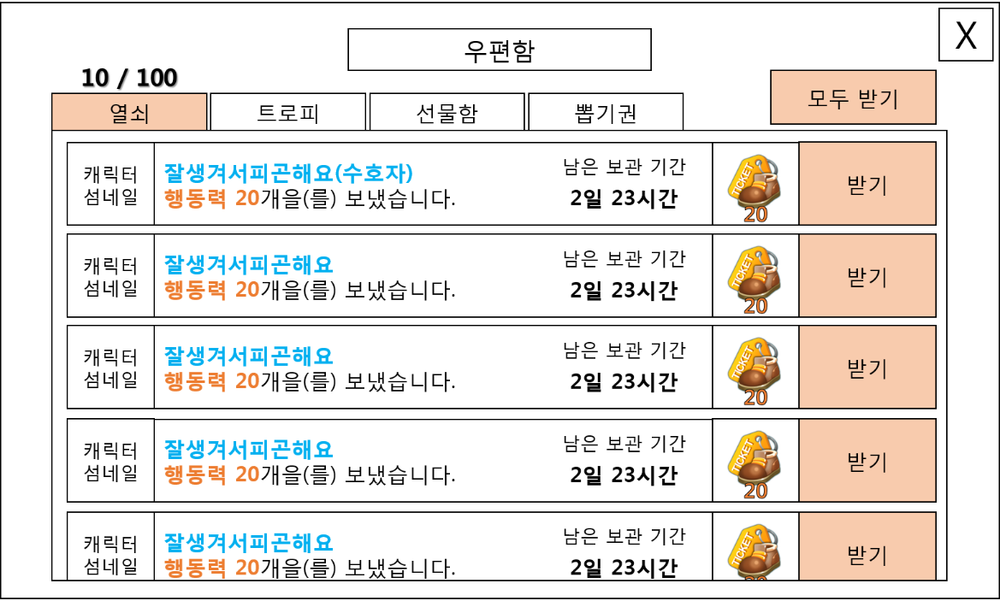 우편함
X
10 / 100
모두 받기
열쇠
트로피
선물함
뽑기권
캐릭터
섬네일
잘생겨서피곤해요(수호자)
행동력 20개을(를) 보냈습니다.
남은 보관 기간
2일 23시간
TICKET
20
받기
캐릭터
섬네일
잘생겨서피곤해요
행동력 20개을(를) 보냈습니다.
남은 보관 기간
2일 23시간
TICKET
20
받기
캐릭터
섬네일
잘생겨서피곤해요
행동력 20개을(를) 보냈습니다.
남은 보관 기간
2일 23시간
TICKET
20
받기
캐릭터
섬네일
잘생겨서피곤해요
행동력 20개을(를) 보냈습니다.
남은 보관 기간
2일 23시간
TICKET
20
받기
캐릭터
섬네일
잘생겨서피곤해요
행동력 20개을(를) 보냈습니다.
남은 보관 기간
2일 23시간
TICKET
20
받기